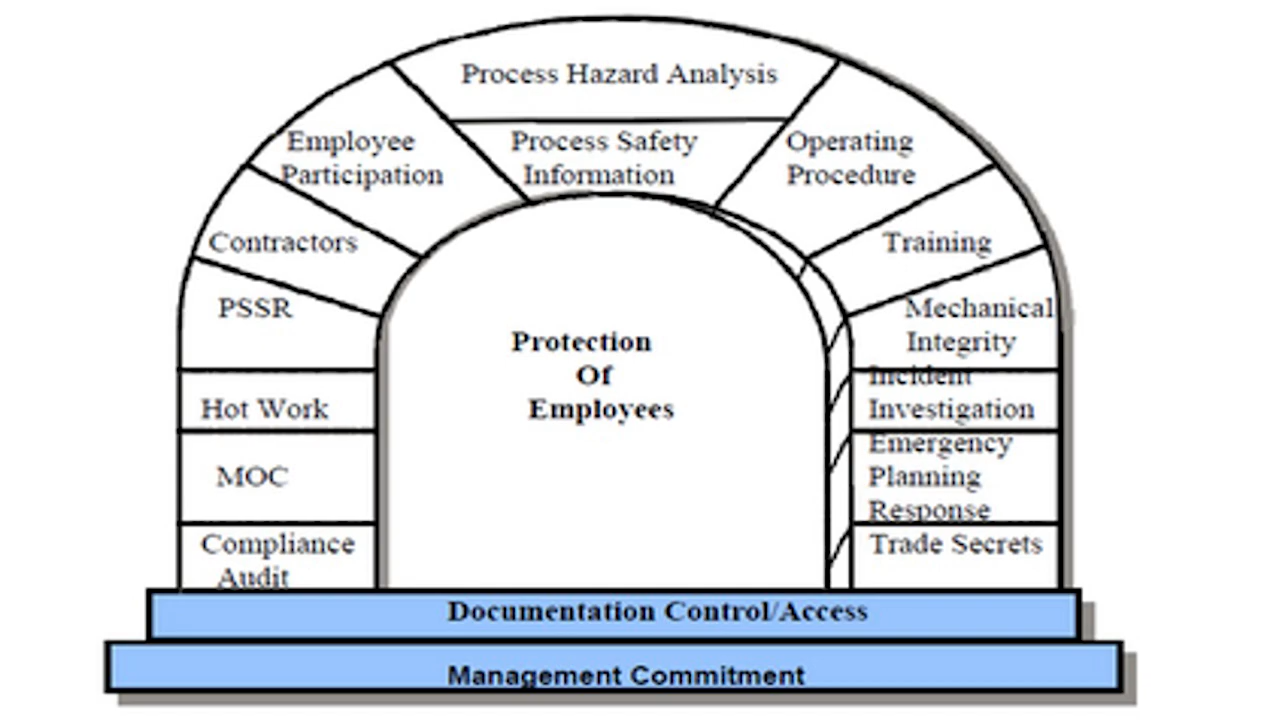 Process Hazard Analysis
Process Safety
Information
Employee
Participation
Operating
Procedure
Contractors
Training
PSSR
Mechanical
Integrity
Protection
Of
Employees
Hot Work
Incident
Investigation
MOC
Emergency
Planning
Response
Compliance
Audit
Trade Secrets
Documentation Control/Access
Management Commitment